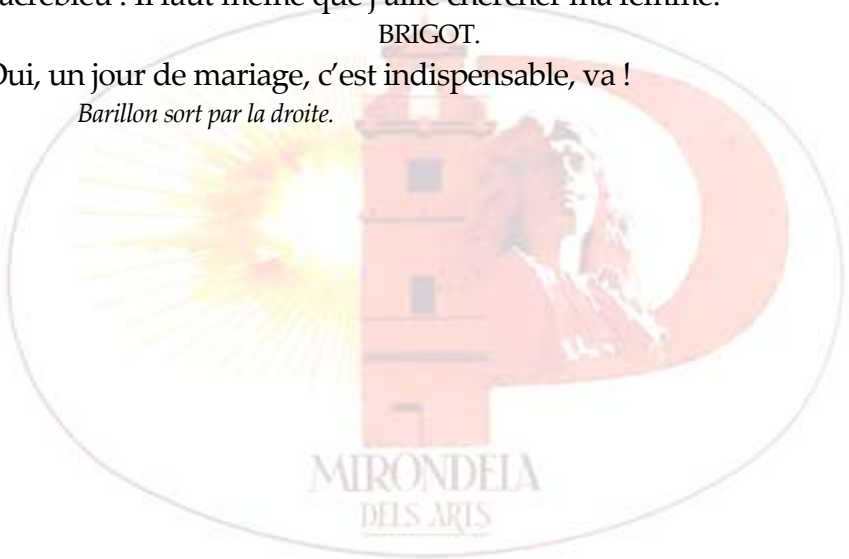 ucrebleu ! Il faut même que j'aille chercher ma femme.
BRIGOT.
Oui, un jour de mariage, c'est indispensable, va !
Barillon sort par la droite.
MIRONDELA
DELS ARTS